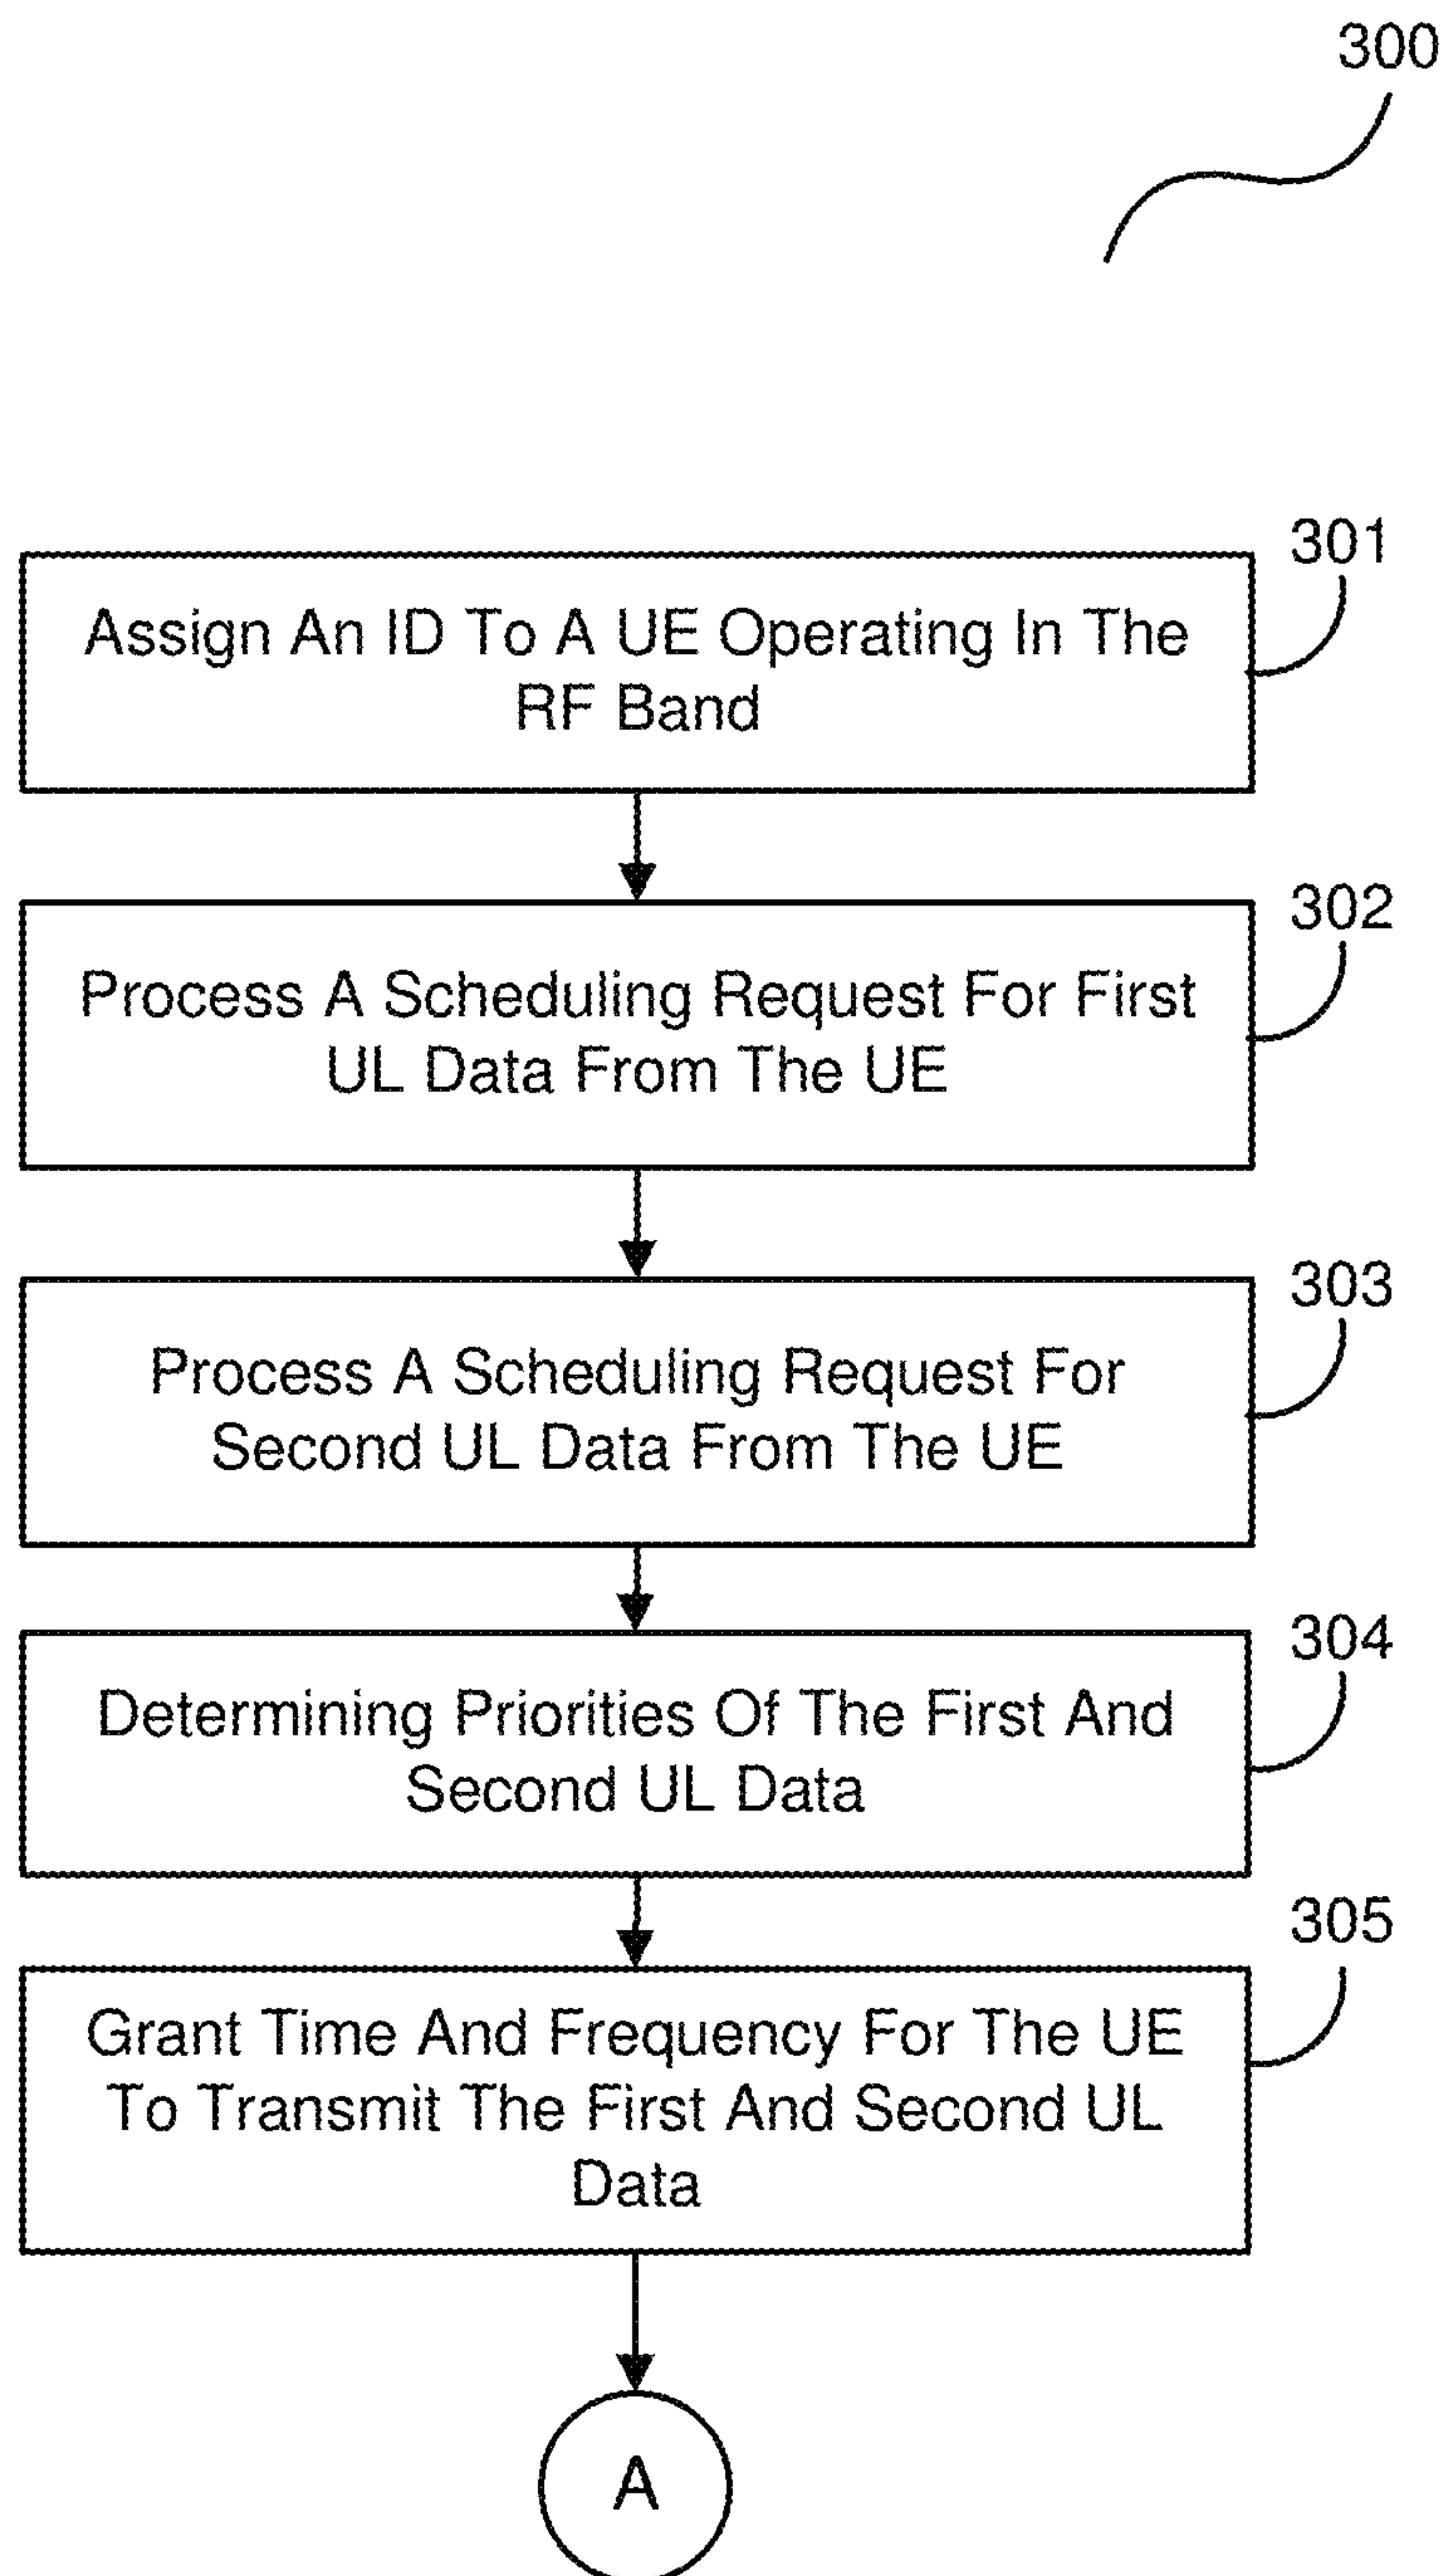 300
301
Assign An ID To A UE Operating In The
RF Band
302
Process A Scheduling Request For First
UL Data From The UE
303
Process A Scheduling Request For
Second UL Data From The UE
304
Determining Priorities Of The First And
Second UL Data
305
Grant Time And Frequency For The UE
To Transmit The First And Second UL
Data
A